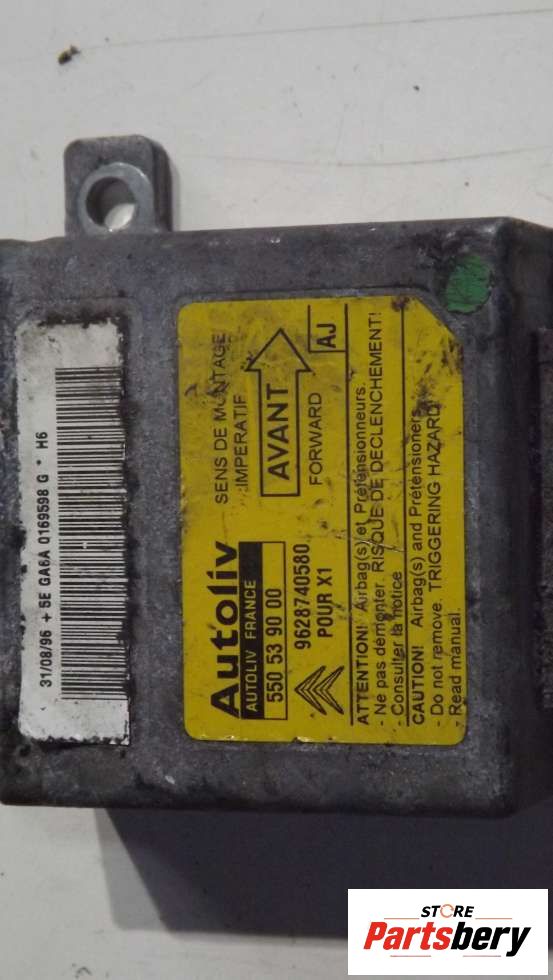 31/08/96 + 5E GA6A 0169598 G * H6
Autoliv
AUTOLIV FRANCE
550 53 90 00
9628740580
POUR X1
SENS DE MONTAGE
IMPERATIF
AVANT
FORWARD
AJ
ATTENTION! Airbag(s) et Prétensionneurs.
- Ne pas démonter. RISQUE DE DECLENCHEMENT!
- Consulter la notice
CAUTION! Airbag(s) and Prétensioners
- Do not remove. TRIGGERING HAZARD
- Read manual.
STORE
Partsbery